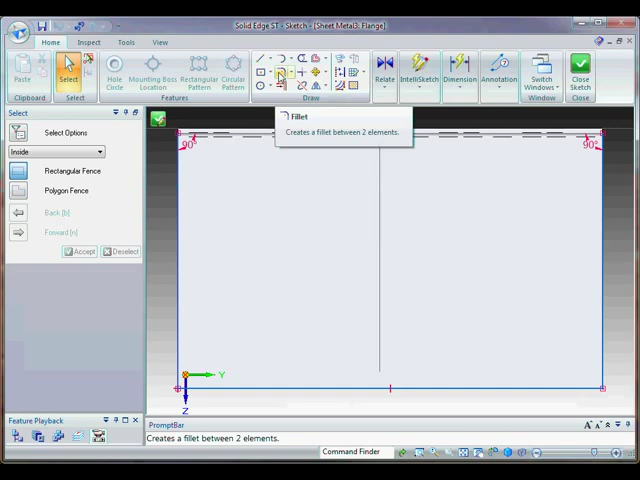 Solid Edge ST - Sketch - [Sheet Metal3: Flange]
Home Inspect Tools View
Paste
Select
Hole Circle
Mounting Boss Location
Rectangular Pattern
Circular Pattern
Relate
IntelliSketch
Dimension
Annotation
Switch Windows
Close Sketch
Clipboard Select Features Draw Close
Select
Select Options
Inside
Rectangular Fence
Polygon Fence
Back [b]
Forward [n]
Accept Deselect
Fillet
Creates a fillet between 2 elements.
90°
90°
Y
Z
Feature Playback
PromptBar
Creates a fillet between 2 elements.
Command Finder